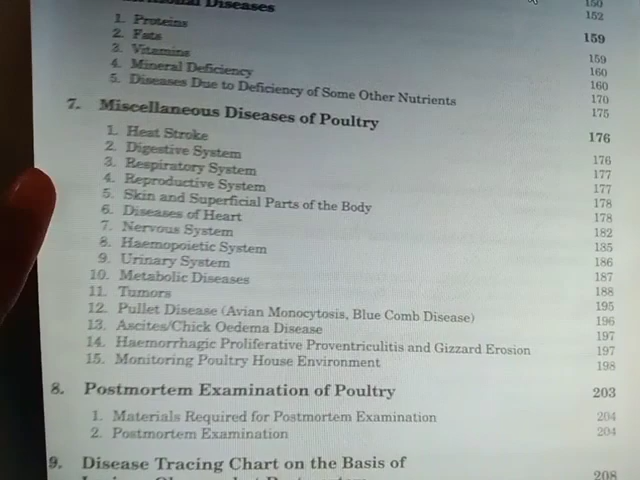 Diseases
150
1. Proteins 152
159
2. Fats 159
3. Vitamins 160
4. Mineral Deficiency 160
5. Diseases Due to Deficiency of Some Other Nutrients 170
175
7. Miscellaneous Diseases of Poultry 176
1. Heat Stroke 176
2. Digestive System 177
3. Respiratory System 177
4. Reproductive System 178
5. Skin and Superficial Parts of the Body 178
6. Diseases of Heart 182
7. Nervous System 185
8. Haemopoietic System 186
9. Urinary System 187
10. Metabolic Diseases 188
11. Tumors 195
12. Pullet Disease (Avian Monocytosis, Blue Comb Disease) 196
13. Ascites/Chick Oedema Disease 197
14. Haemorrhagic Proliferative Proventriculitis and Gizzard Erosion 197
15. Monitoring Poultry House Environment 198
8. Postmortem Examination of Poultry 203
1. Materials Required for Postmortem Examination 204
2. Postmortem Examination 204
9. Disease Tracing Chart on the Basis of
208